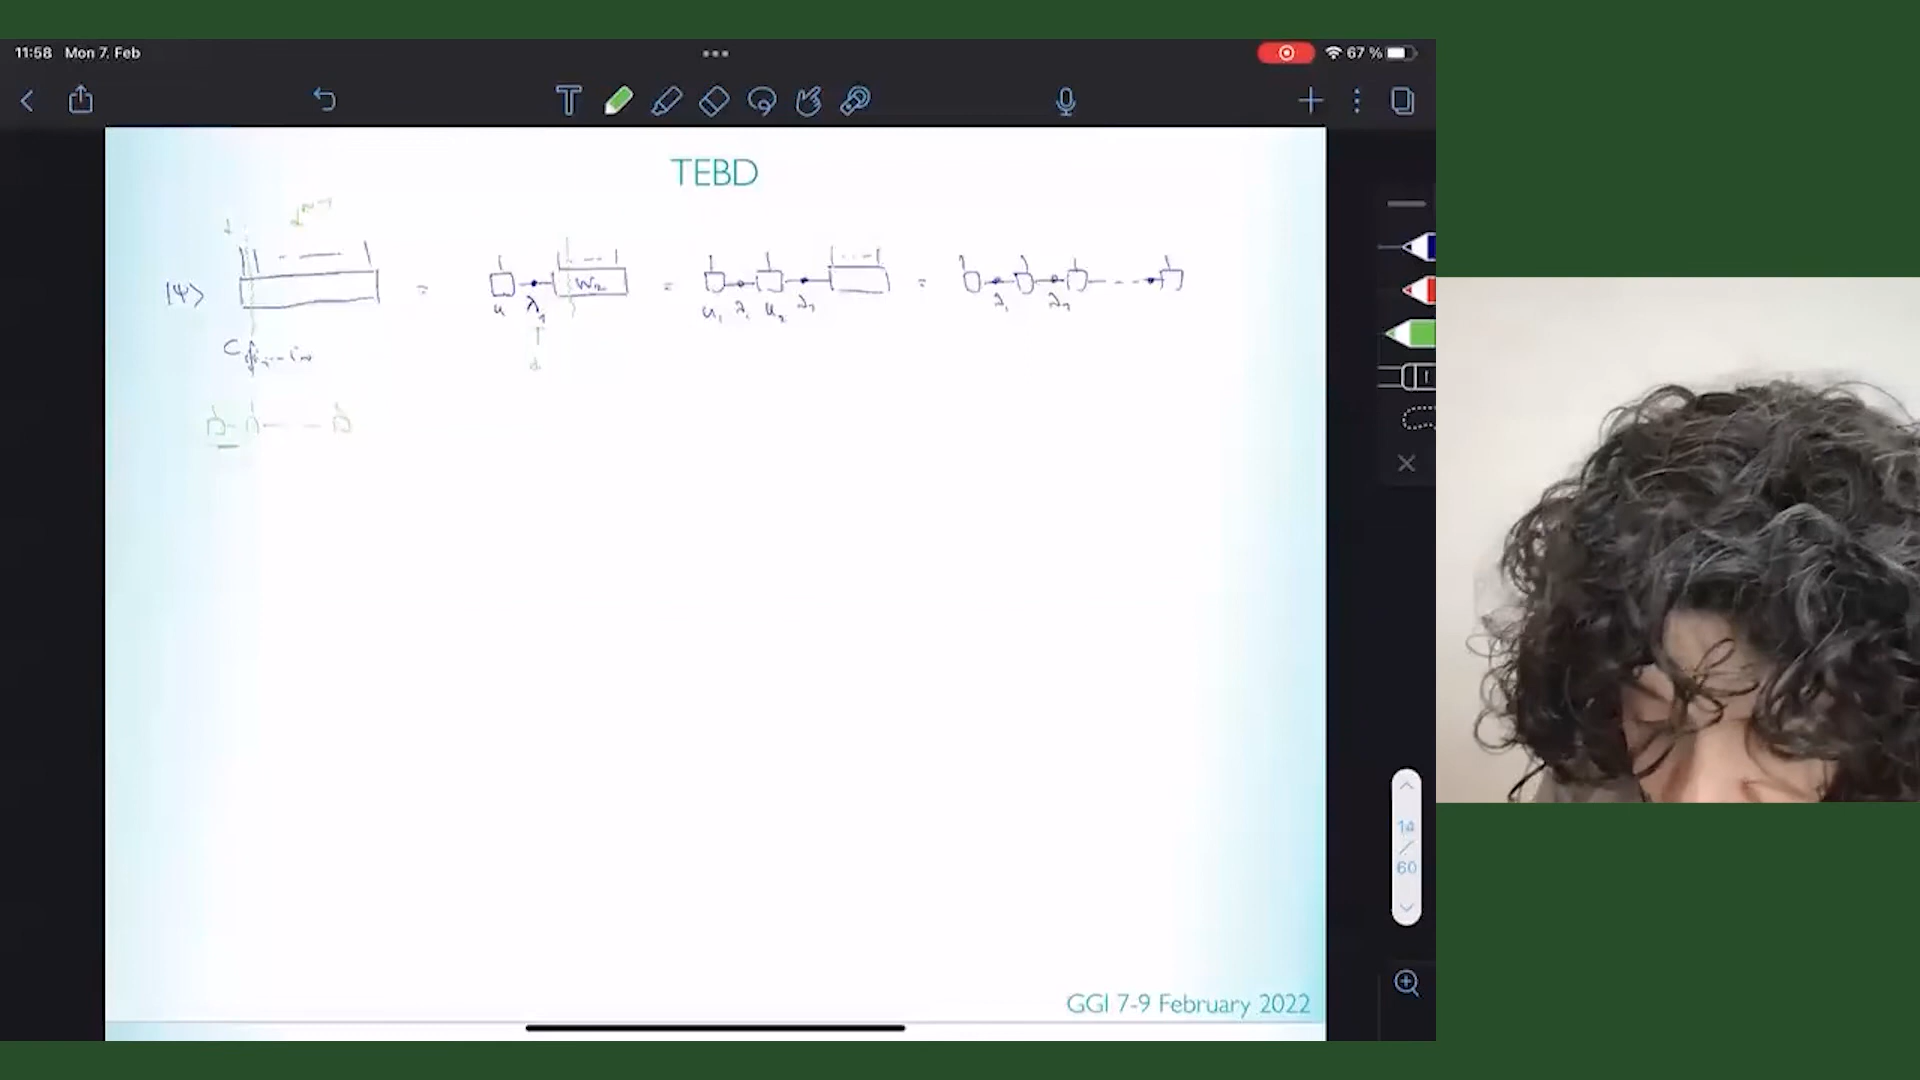 11:58 Mon 7. Feb
67 %
TEBD
|ψ⟩ = W₂ = =
u λ₁ u₁ λ₁ u₂ λ₂ λ₁
d
14
/
60
GGI 7-9 February 2022